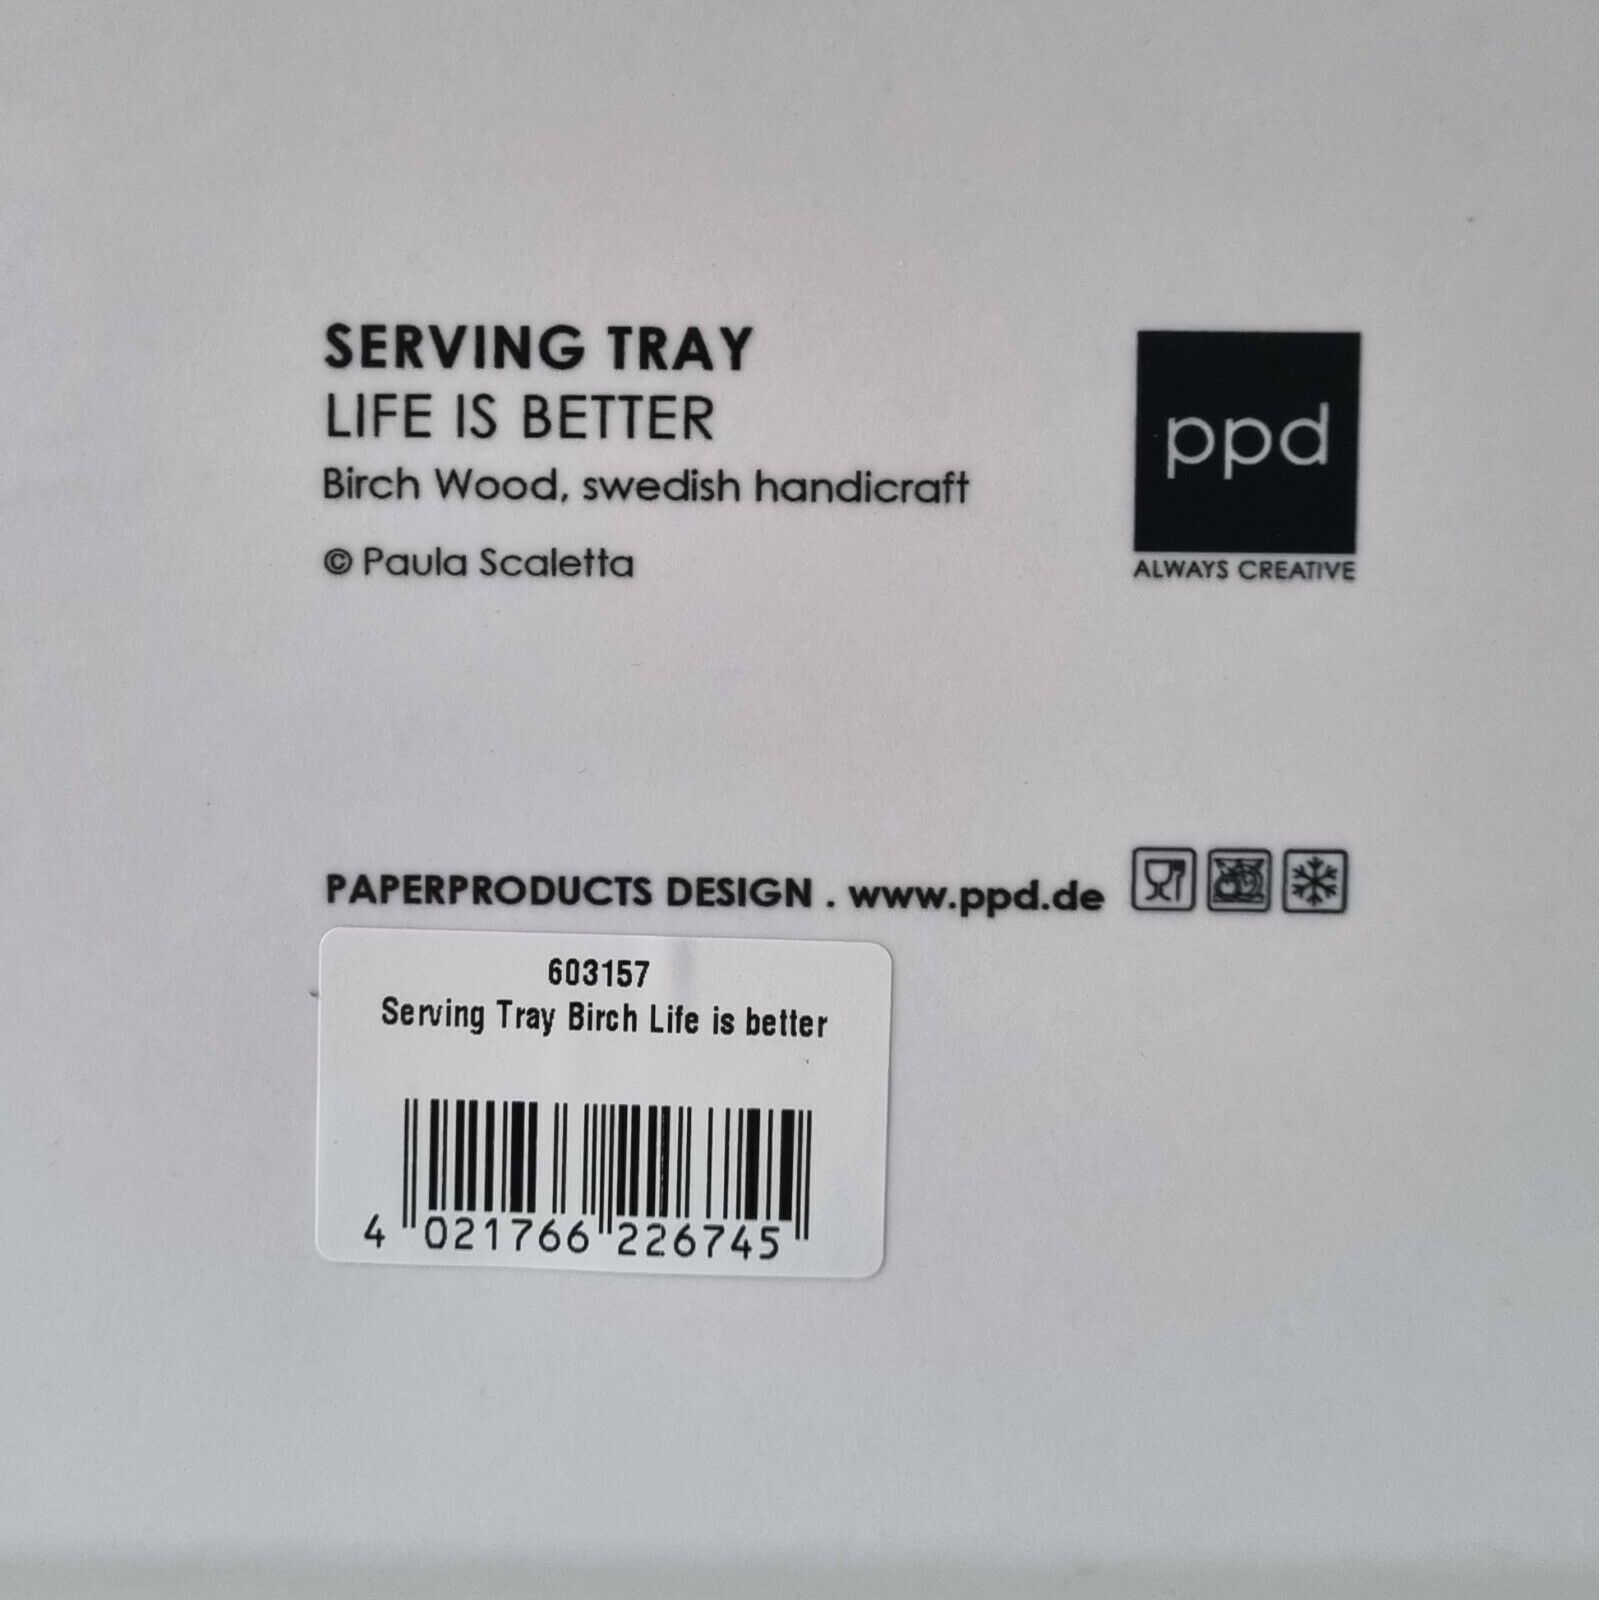 SERVING TRAY
LIFE IS BETTER
Birch Wood, swedish handicraft
© Paula Scaletta
ppd
ALWAYS CREATIVE
PAPERPRODUCTS DESIGN . www.ppd.de
603157
Serving Tray Birch Life is better
4 021766 226745